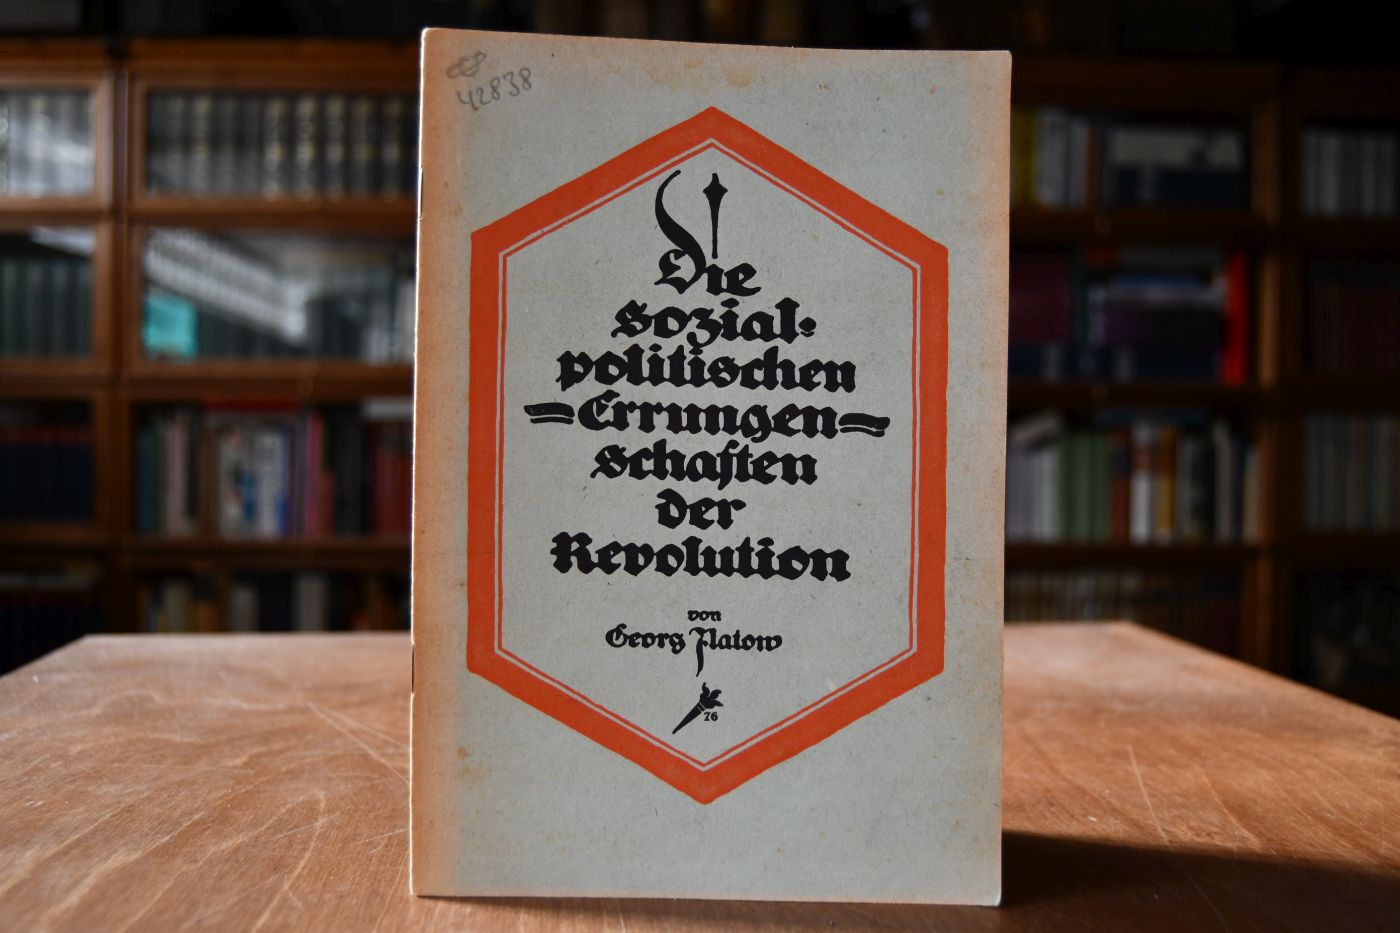 42838
Die
sozial-
politischen
Errungen-
schaften
der
Revolution
von
Georg Flatow
76